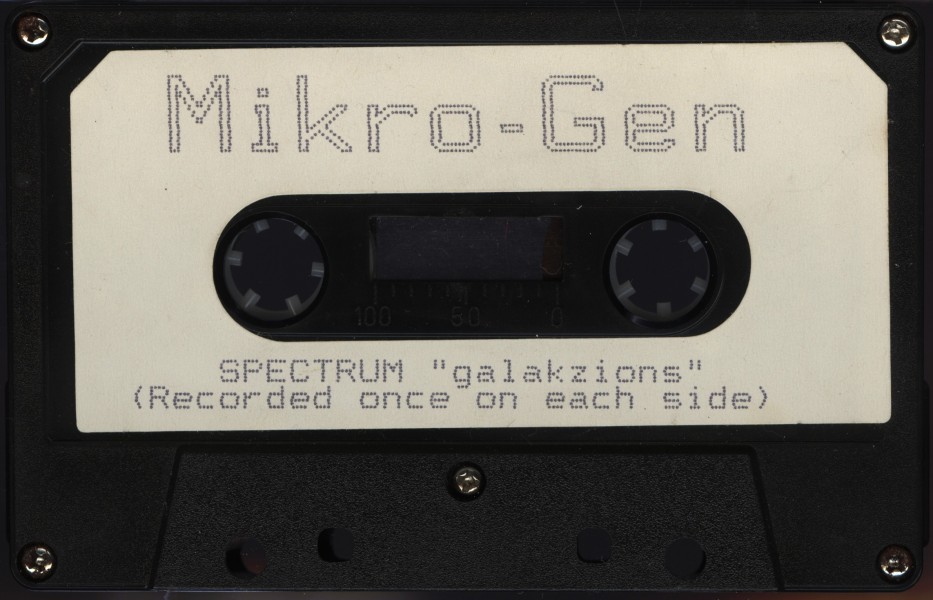 Mikro-Gen
100 50 0
SPECTRUM "galakzions"
(Recorded once on each side)